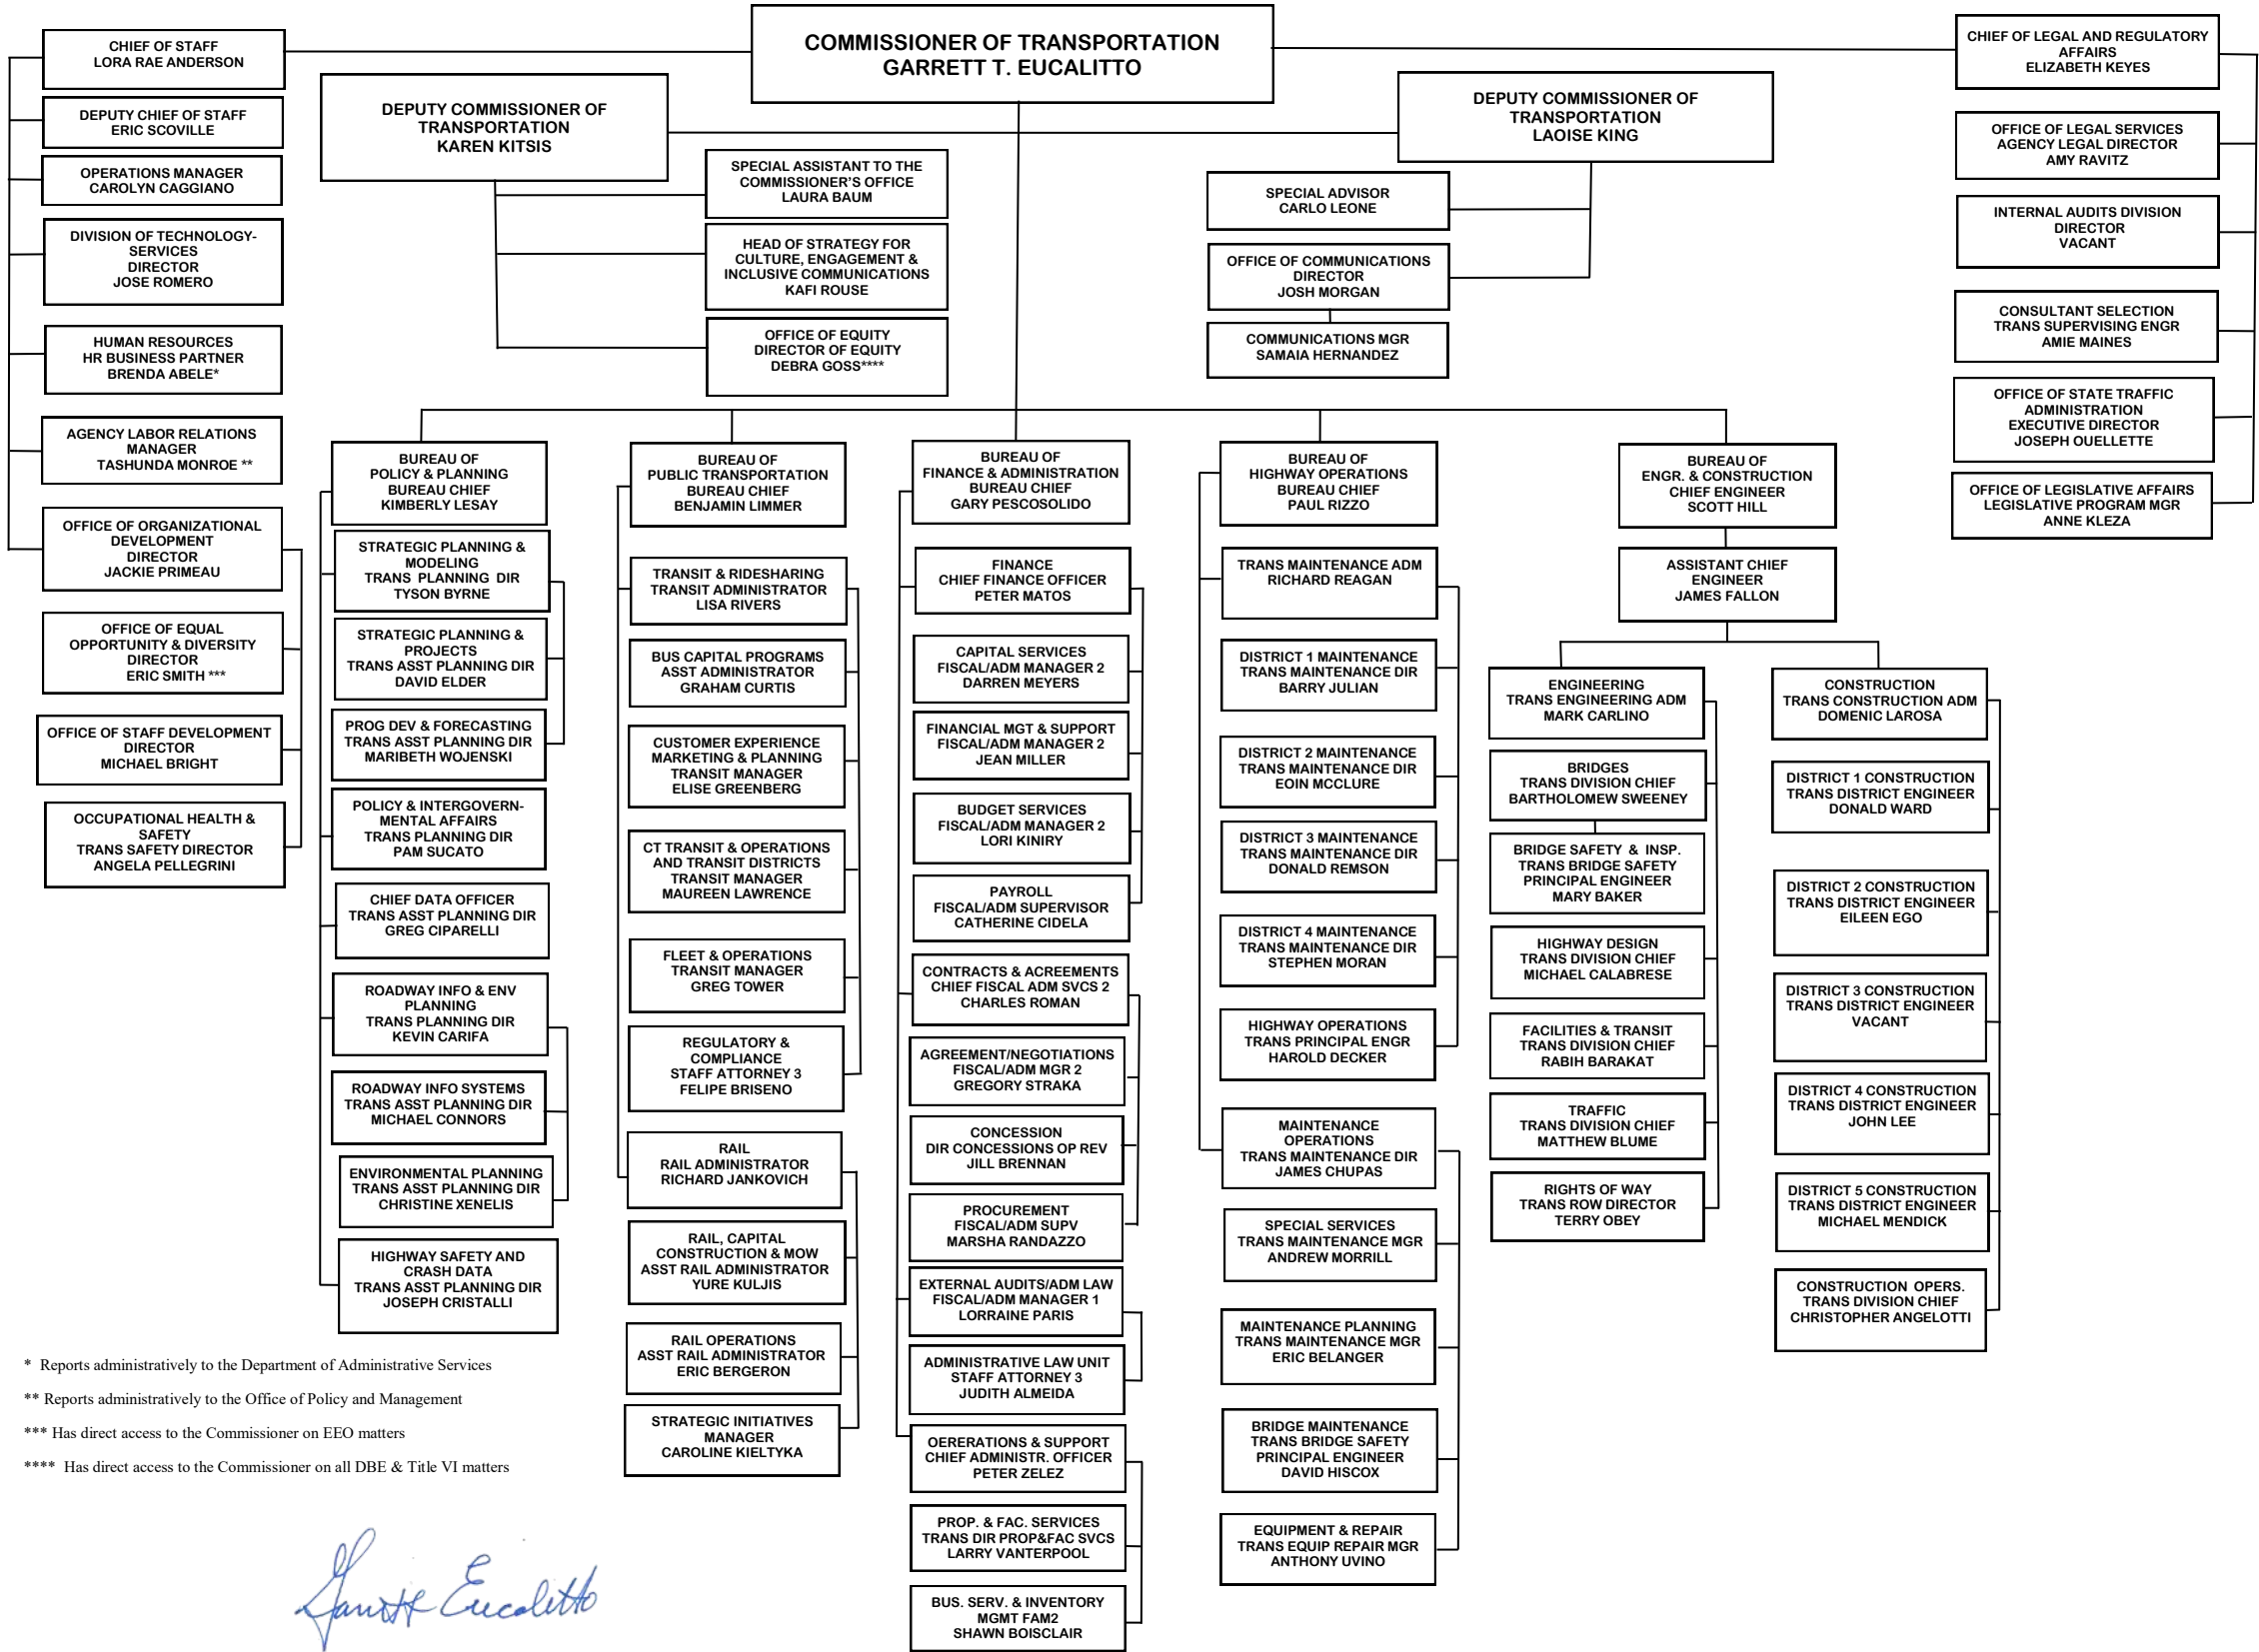 COMMISSIONER OF TRANSPORTATION
GARRETT T. EUCALITTO
CHIEF OF STAFF
LORA RAE ANDERSON
DEPUTY CHIEF OF STAFF
ERIC SCOVILLE
OPERATIONS MANAGER
CAROLYN CAGGIANO
DIVISION OF TECHNOLOGY-
SERVICES
DIRECTOR
JOSE ROMERO
HUMAN RESOURCES
HR BUSINESS PARTNER
BRENDA ABELE*
AGENCY LABOR RELATIONS
MANAGER
TASHUNDA MONROE **
OFFICE OF ORGANIZATIONAL
DEVELOPMENT
DIRECTOR
JACKIE PRIMEAU
OFFICE OF EQUAL
OPPORTUNITY & DIVERSITY
DIRECTOR
ERIC SMITH ***
OFFICE OF STAFF DEVELOPMENT
DIRECTOR
MICHAEL BRIGHT
OCCUPATIONAL HEALTH &
SAFETY
TRANS SAFETY DIRECTOR
ANGELA PELLEGRINI
DEPUTY COMMISSIONER OF
TRANSPORTATION
KAREN KITSIS
SPECIAL ASSISTANT TO THE
COMMISSIONER'S OFFICE
LAURA BAUM
HEAD OF STRATEGY FOR
CULTURE, ENGAGEMENT &
INCLUSIVE COMMUNICATIONS
KAFI ROUSE
OFFICE OF EQUITY
DIRECTOR OF EQUITY
DEBRA GOSS****
DEPUTY COMMISSIONER OF
TRANSPORTATION
LAOISE KING
SPECIAL ADVISOR
CARLO LEONE
OFFICE OF COMMUNICATIONS
DIRECTOR
JOSH MORGAN
COMMUNICATIONS MGR
SAMAIA HERNANDEZ
CHIEF OF LEGAL AND REGULATORY
AFFAIRS
ELIZABETH KEYES
OFFICE OF LEGAL SERVICES
AGENCY LEGAL DIRECTOR
AMY RAVITZ
INTERNAL AUDITS DIVISION
DIRECTOR
VACANT
CONSULTANT SELECTION
TRANS SUPERVISING ENGR
AMIE MAINES
OFFICE OF STATE TRAFFIC
ADMINISTRATION
EXECUTIVE DIRECTOR
JOSEPH OUELLETTE
OFFICE OF LEGISLATIVE AFFAIRS
LEGISLATIVE PROGRAM MGR
ANNE KLEZA
BUREAU OF
POLICY & PLANNING
BUREAU CHIEF
KIMBERLY LESAY
STRATEGIC PLANNING &
MODELING
TRANS PLANNING DIR
TYSON BYRNE
STRATEGIC PLANNING &
PROJECTS
TRANS ASST PLANNING DIR
DAVID ELDER
PROG DEV & FORECASTING
TRANS ASST PLANNING DIR
MARIBETH WOJENSKI
POLICY & INTERGOVERN-
MENTAL AFFAIRS
TRANS PLANNING DIR
PAM SUCATO
CHIEF DATA OFFICER
TRANS ASST PLANNING DIR
GREG CIPARELLI
ROADWAY INFO & ENV
PLANNING
TRANS PLANNING DIR
KEVIN CARIFA
ROADWAY INFO SYSTEMS
TRANS ASST PLANNING DIR
MICHAEL CONNORS
ENVIRONMENTAL PLANNING
TRANS ASST PLANNING DIR
CHRISTINE XENELIS
HIGHWAY SAFETY AND
CRASH DATA
TRANS ASST PLANNING DIR
JOSEPH CRISTALLI
BUREAU OF
PUBLIC TRANSPORTATION
BUREAU CHIEF
BENJAMIN LIMMER
TRANSIT & RIDESHARING
TRANSIT ADMINISTRATOR
LISA RIVERS
BUS CAPITAL PROGRAMS
ASST ADMINISTRATOR
GRAHAM CURTIS
CUSTOMER EXPERIENCE
MARKETING & PLANNING
TRANSIT MANAGER
ELISE GREENBERG
CT TRANSIT & OPERATIONS
AND TRANSIT DISTRICTS
TRANSIT MANAGER
MAUREEN LAWRENCE
FLEET & OPERATIONS
TRANSIT MANAGER
GREG TOWER
REGULATORY &
COMPLIANCE
STAFF ATTORNEY 3
FELIPE BRISENO
RAIL
RAIL ADMINISTRATOR
RICHARD JANKOVICH
RAIL, CAPITAL
CONSTRUCTION & MOW
ASST RAIL ADMINISTRATOR
YURE KULJIS
RAIL OPERATIONS
ASST RAIL ADMINISTRATOR
ERIC BERGERON
STRATEGIC INITIATIVES
MANAGER
CAROLINE KIELTYKA
BUREAU OF
FINANCE & ADMINISTRATION
BUREAU CHIEF
GARY PESCOSOLIDO
FINANCE
CHIEF FINANCE OFFICER
PETER MATOS
CAPITAL SERVICES
FISCAL/ADM MANAGER 2
DARREN MEYERS
FINANCIAL MGT & SUPPORT
FISCAL/ADM MANAGER 2
JEAN MILLER
BUDGET SERVICES
FISCAL/ADM MANAGER 2
LORI KINIRY
PAYROLL
FISCAL/ADM SUPERVISOR
CATHERINE CIDELA
CONTRACTS & AGREEMENTS
CHIEF FISCAL ADM SVCS 2
CHARLES ROMAN
AGREEMENT/NEGOTIATIONS
FISCAL/ADM MGR 2
GREGORY STRAKA
CONCESSION
DIR CONCESSIONS OP REV
JILL BRENNAN
PROCUREMENT
FISCAL/ADM SUPV
MARSHA RANDAZZO
EXTERNAL AUDITS/ADM LAW
FISCAL/ADM MANAGER 1
LORRAINE PARIS
ADMINISTRATIVE LAW UNIT
STAFF ATTORNEY 3
JUDITH ALMEIDA
OERERATIONS & SUPPORT
CHIEF ADMINISTR. OFFICER
PETER ZELEZ
PROP. & FAC. SERVICES
TRANS DIR PROP&FAC SVCS
LARRY VANTERPOOL
BUS. SERV. & INVENTORY
MGMT FAM2
SHAWN BOISCLAIR
BUREAU OF
HIGHWAY OPERATIONS
BUREAU CHIEF
PAUL RIZZO
TRANS MAINTENANCE ADM
RICHARD REAGAN
DISTRICT 1 MAINTENANCE
TRANS MAINTENANCE DIR
BARRY JULIAN
DISTRICT 2 MAINTENANCE
TRANS MAINTENANCE DIR
EOIN MCCLURE
DISTRICT 3 MAINTENANCE
TRANS MAINTENANCE DIR
DONALD REMSON
DISTRICT 4 MAINTENANCE
TRANS MAINTENANCE DIR
STEPHEN MORAN
HIGHWAY OPERATIONS
TRANS PRINCIPAL ENGR
HAROLD DECKER
MAINTENANCE
OPERATIONS
TRANS MAINTENANCE DIR
JAMES CHUPAS
SPECIAL SERVICES
TRANS MAINTENANCE MGR
ANDREW MORRILL
MAINTENANCE PLANNING
TRANS MAINTENANCE MGR
ERIC BELANGER
BRIDGE MAINTENANCE
TRANS BRIDGE SAFETY
PRINCIPAL ENGINEER
DAVID HISCOX
EQUIPMENT & REPAIR
TRANS EQUIP REPAIR MGR
ANTHONY UVINO
BUREAU OF
ENGR. & CONSTRUCTION
CHIEF ENGINEER
SCOTT HILL
ASSISTANT CHIEF
ENGINEER
JAMES FALLON
ENGINEERING
TRANS ENGINEERING ADM
MARK CARLINO
BRIDGES
TRANS DIVISION CHIEF
BARTHOLOMEW SWEENEY
BRIDGE SAFETY & INSP.
TRANS BRIDGE SAFETY
PRINCIPAL ENGINEER
MARY BAKER
HIGHWAY DESIGN
TRANS DIVISION CHIEF
MICHAEL CALABRESE
FACILITIES & TRANSIT
TRANS DIVISION CHIEF
RABIH BARAKAT
TRAFFIC
TRANS DIVISION CHIEF
MATTHEW BLUME
RIGHTS OF WAY
TRANS ROW DIRECTOR
TERRY OBEY
CONSTRUCTION
TRANS CONSTRUCTION ADM
DOMENIC LAROSA
DISTRICT 1 CONSTRUCTION
TRANS DISTRICT ENGINEER
DONALD WARD
DISTRICT 2 CONSTRUCTION
TRANS DISTRICT ENGINEER
EILEEN EGO
DISTRICT 3 CONSTRUCTION
TRANS DISTRICT ENGINEER
VACANT
DISTRICT 4 CONSTRUCTION
TRANS DISTRICT ENGINEER
JOHN LEE
DISTRICT 5 CONSTRUCTION
TRANS DISTRICT ENGINEER
MICHAEL MENDICK
CONSTRUCTION OPERS.
TRANS DIVISION CHIEF
CHRISTOPHER ANGELOTTI
* Reports administratively to the Department of Administrative Services
** Reports administratively to the Office of Policy and Management
*** Has direct access to the Commissioner on EEO matters
**** Has direct access to the Commissioner on all DBE & Title VI matters
Garrett Eucalitto